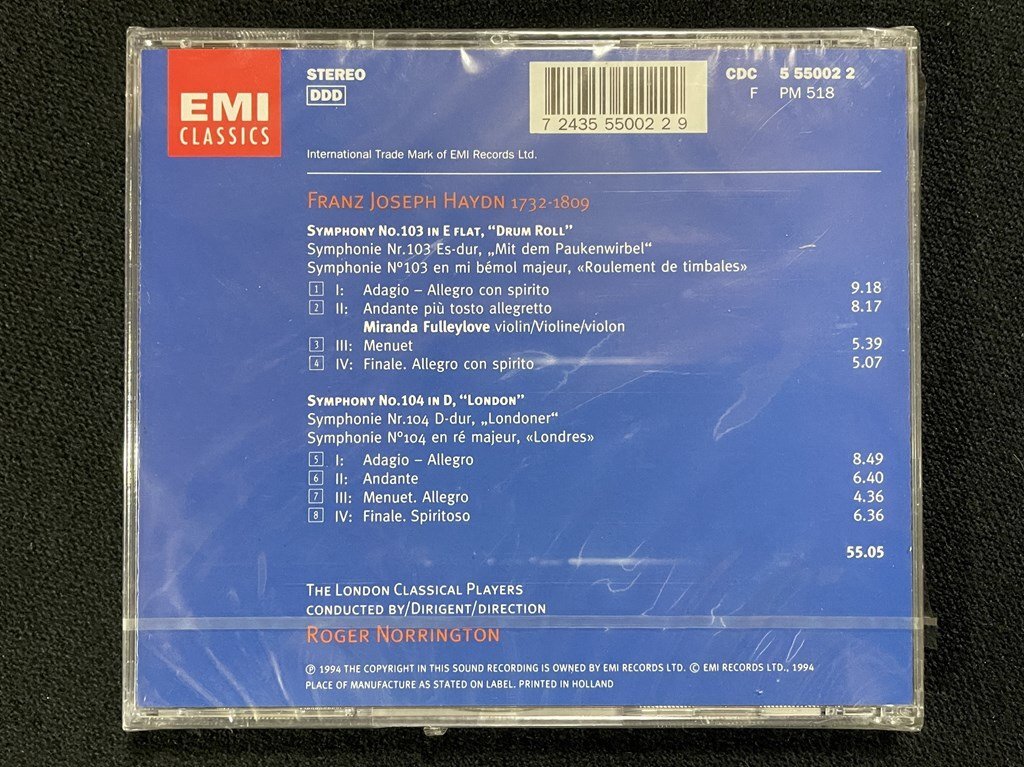 EMI
CLASSICS
STEREO
DDD
7 24355 50022 9
CDC 5 55002 2
F PM 518
International Trade Mark of EMI Records Ltd.
FRANZ JOSEPH HAYDN 1732-1809
SYMPHONY NO.103 IN E FLAT, “DRUM ROLL”
Symphonie Nr.103 Es-dur, „Mit dem Paukenwirbel“
Symphonie N°103 en mi bémol majeur, «Roulement de timbales»
1 I: Adagio – Allegro con spirito 9.18
2 II: Andante più tosto allegretto 8.17
Miranda Fulleylove violin/Violine/violon
3 III: Menuet 5.39
4 IV: Finale. Allegro con spirito 5.07
SYMPHONY NO.104 IN D, “LONDON”
Symphonie Nr.104 D-dur, „Londoner“
Symphonie N°104 en ré majeur, «Londres»
5 I: Adagio – Allegro 8.49
6 II: Andante 6.40
7 III: Menuet. Allegro 4.36
8 IV: Finale. Spiritoso 6.36
55.05
THE LONDON CLASSICAL PLAYERS
CONDUCTED BY/DIRIGENT/DIRECTION
ROGER NORRINGTON
℗ 1994 THE COPYRIGHT IN THIS SOUND RECORDING IS OWNED BY EMI RECORDS LTD. © EMI RECORDS LTD., 1994
PLACE OF MANUFACTURE AS STATED ON LABEL. PRINTED IN HOLLAND